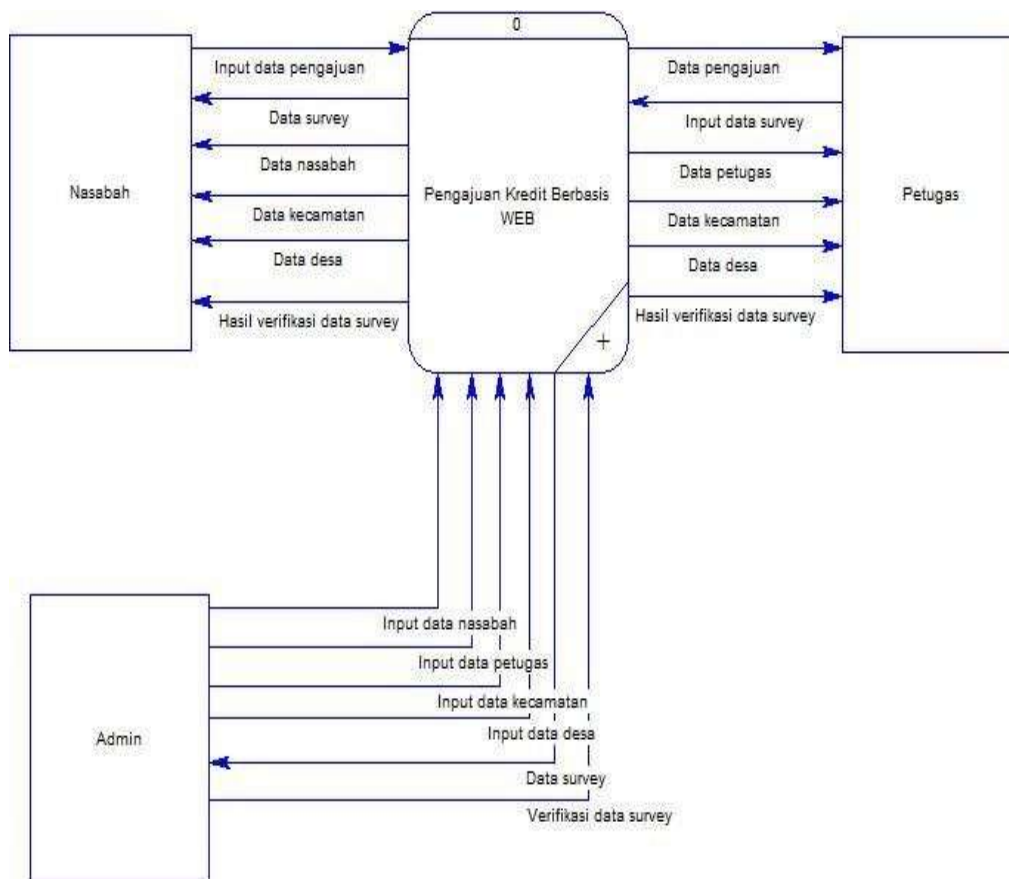 0
Input data pengajuan
Data survey
Data nasabah
Data kecamatan
Data desa
Hasil verifikasi data survey
Nasabah
Pengajuan Kredit Berbasis
WEB
+
Data pengajuan
Input data survey
Data petugas
Data kecamatan
Data desa
Hasil verifikasi data survey
Petugas
Input data nasabah
Input data petugas
Input data kecamatan
Input data desa
Data survey
Verifikasi data survey
Admin